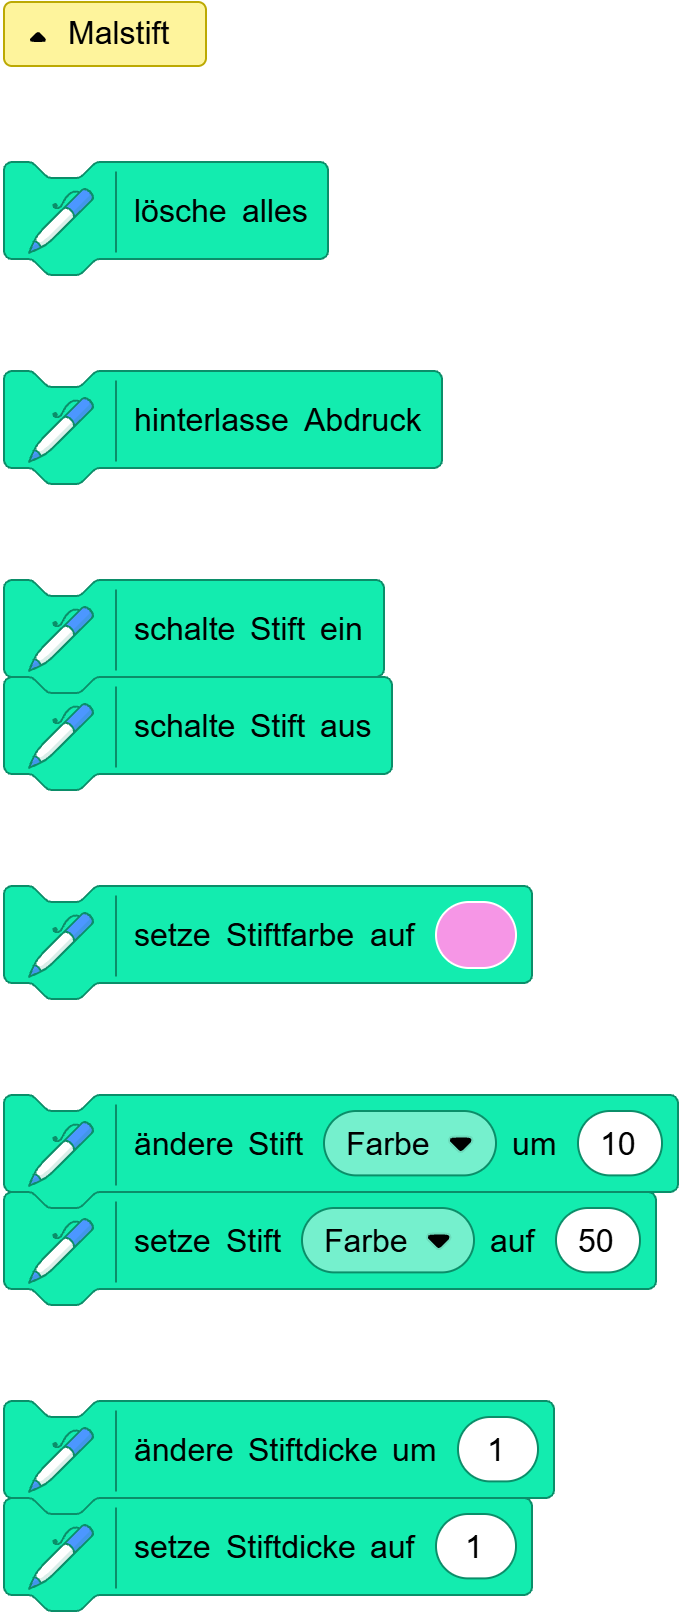 Malstift
lösche alles
hinterlasse Abdruck
schalte Stift ein
schalte Stift aus
setze Stiftfarbe auf
ändere Stift Farbe um 10
setze Stift Farbe auf 50
ändere Stiftdicke um 1
setze Stiftdicke auf 1